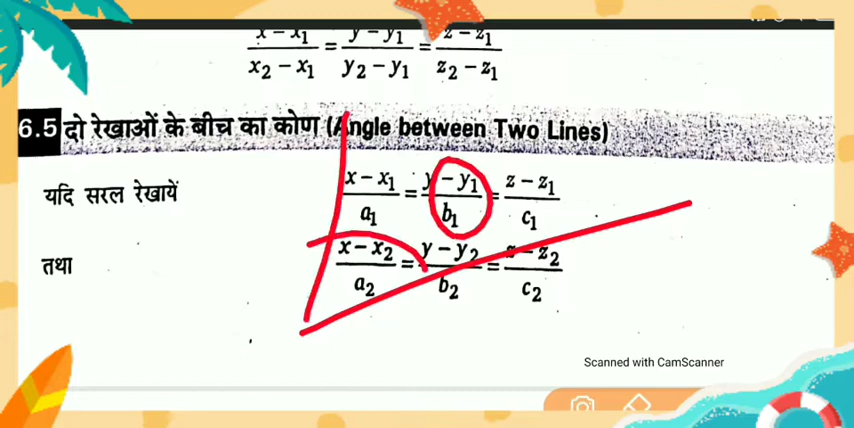 x − x₁ / x₂ − x₁ = y − y₁ / y₂ − y₁ = z − z₁ / z₂ − z₁
6.5 दो रेखाओं के बीच का कोण (Angle between Two Lines)
यदि सरल रेखायें x − x₁ / a₁ = y − y₁ / b₁ = z − z₁ / c₁
तथा x − x₂ / a₂ = y − y₂ / b₂ = z − z₂ / c₂
Scanned with CamScanner